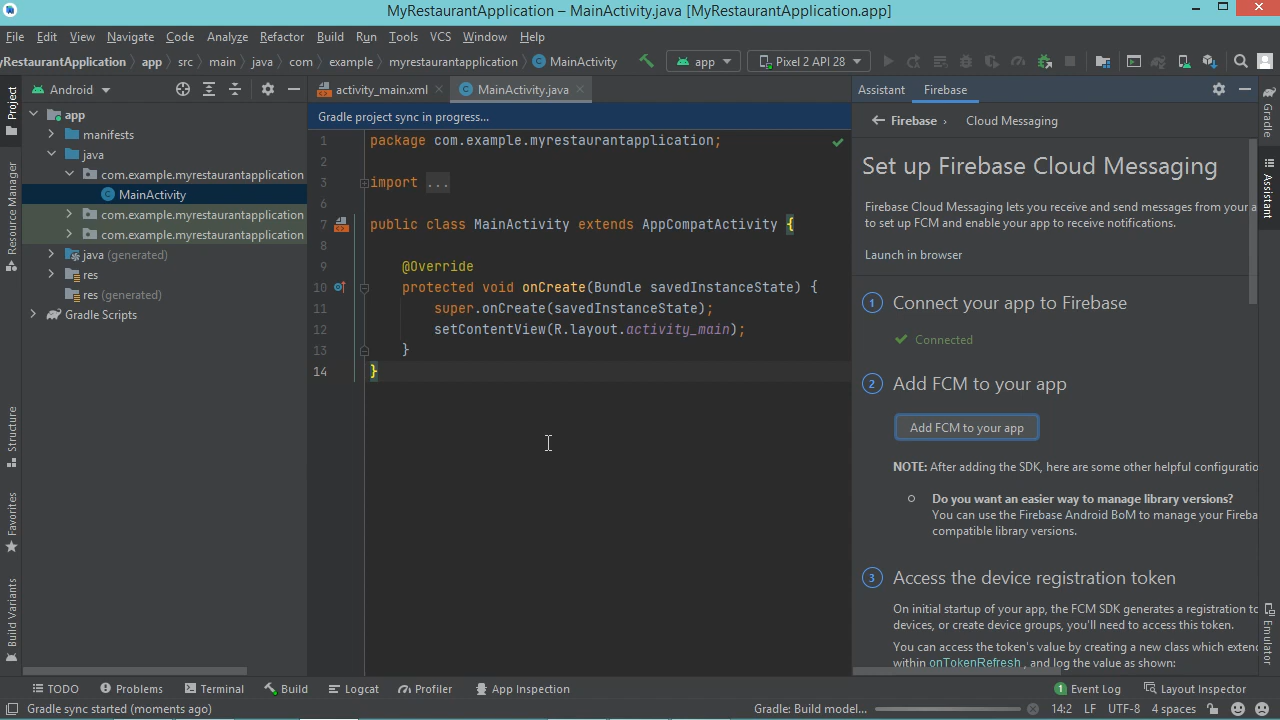 MyRestaurantApplication – MainActivity.java [MyRestaurantApplication.app]
File Edit View Navigate Code Analyze Refactor Build Run Tools VCS Window Help
yRestaurantApplication › app › src › main › java › com › example › myrestaurantapplication › MainActivity
app
Pixel 2 API 28
Android
activity_main.xml
MainActivity.java
Assistant Firebase
Project
Resource Manager
Structure
Favorites
Build Variants
app
manifests
java
com.example.myrestaurantapplication
MainActivity
com.example.myrestaurantapplication
com.example.myrestaurantapplication
java (generated)
res
res (generated)
Gradle Scripts
Gradle project sync in progress...
1 package com.example.myrestaurantapplication;
2
3 import ...
6
7 public class MainActivity extends AppCompatActivity {
8
9 @Override
10 protected void onCreate(Bundle savedInstanceState) {
11 super.onCreate(savedInstanceState);
12 setContentView(R.layout.activity_main);
13 }
14 }
← Firebase › Cloud Messaging
Set up Firebase Cloud Messaging
Firebase Cloud Messaging lets you receive and send messages from your a
to set up FCM and enable your app to receive notifications.
Launch in browser
1 Connect your app to Firebase
Connected
2 Add FCM to your app
Add FCM to your app
NOTE: After adding the SDK, here are some other helpful configuratio
Do you want an easier way to manage library versions?
You can use the Firebase Android BoM to manage your Fireba
compatible library versions.
3 Access the device registration token
On initial startup of your app, the FCM SDK generates a registration to
devices, or create device groups, you'll need to access this token.
You can access the token's value by creating a new class which extend
within onTokenRefresh , and log the value as shown:
Gradle
Assistant
Emulator
TODO Problems Terminal Build Logcat Profiler App Inspection
1 Event Log Layout Inspector
Gradle sync started (moments ago)
Gradle: Build model...
14:2 LF UTF-8 4 spaces